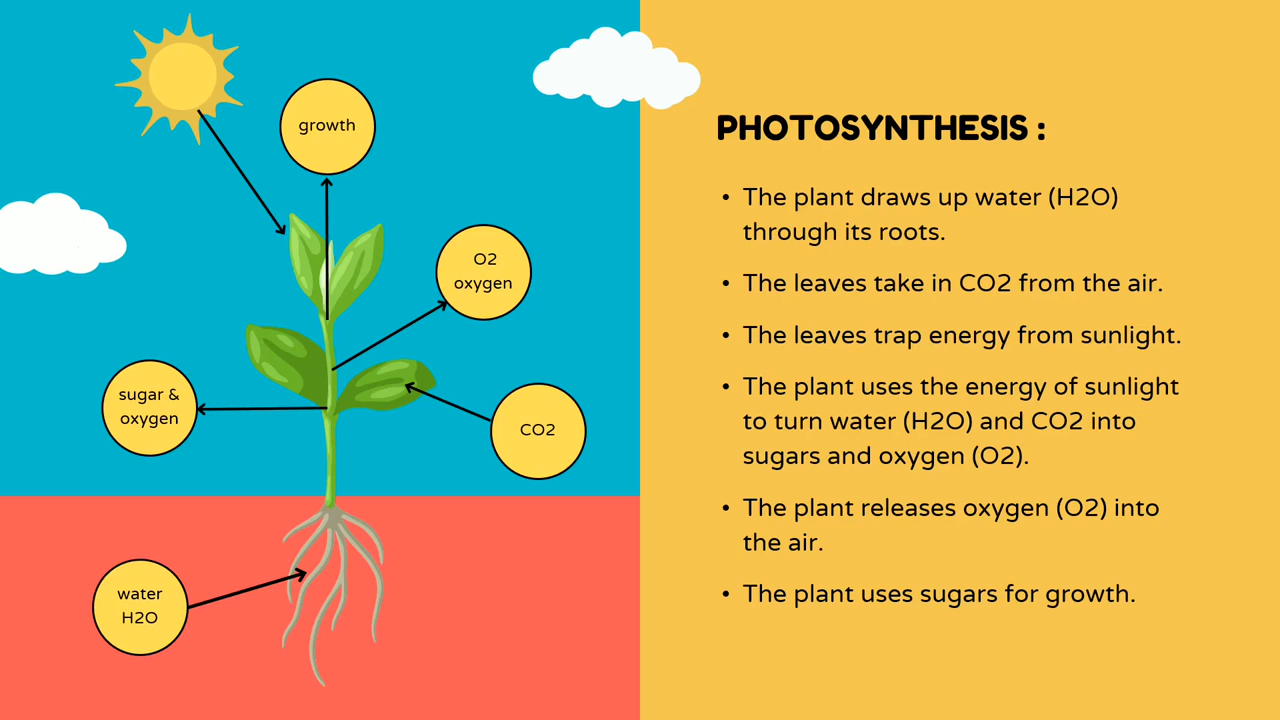 growth
O2
oxygen
sugar &
oxygen
CO2
water
H2O
PHOTOSYNTHESIS :
• The plant draws up water (H2O)
through its roots.
• The leaves take in CO2 from the air.
• The leaves trap energy from sunlight.
• The plant uses the energy of sunlight
to turn water (H2O) and CO2 into
sugars and oxygen (O2).
• The plant releases oxygen (O2) into
the air.
• The plant uses sugars for growth.